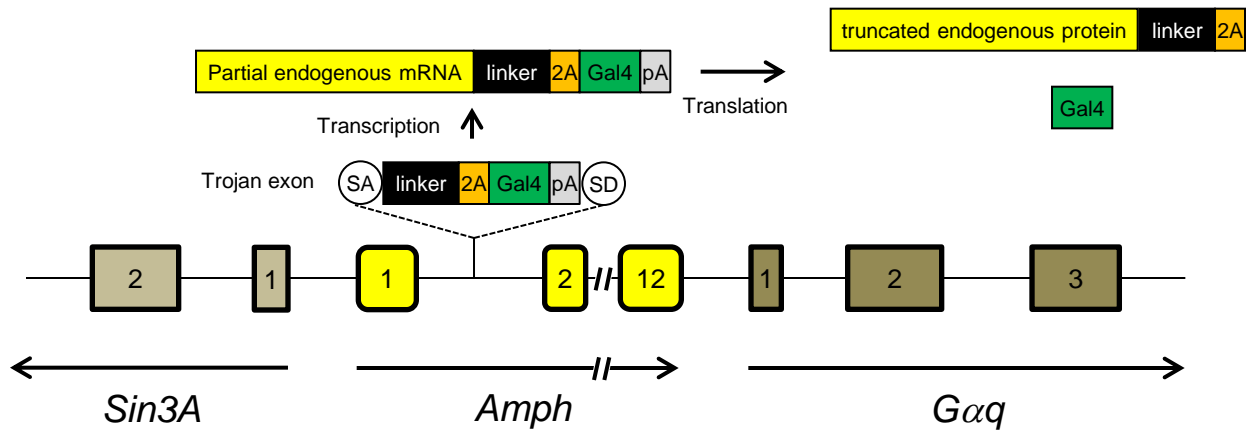 truncated endogenous protein linker 2A
Partial endogenous mRNA linker 2A Gal4 pA
Translation
Gal4
Transcription
Trojan exon SA linker 2A Gal4 pA SD
2 1 1 2 12 1 2 3
Sin3A Amph Gαq